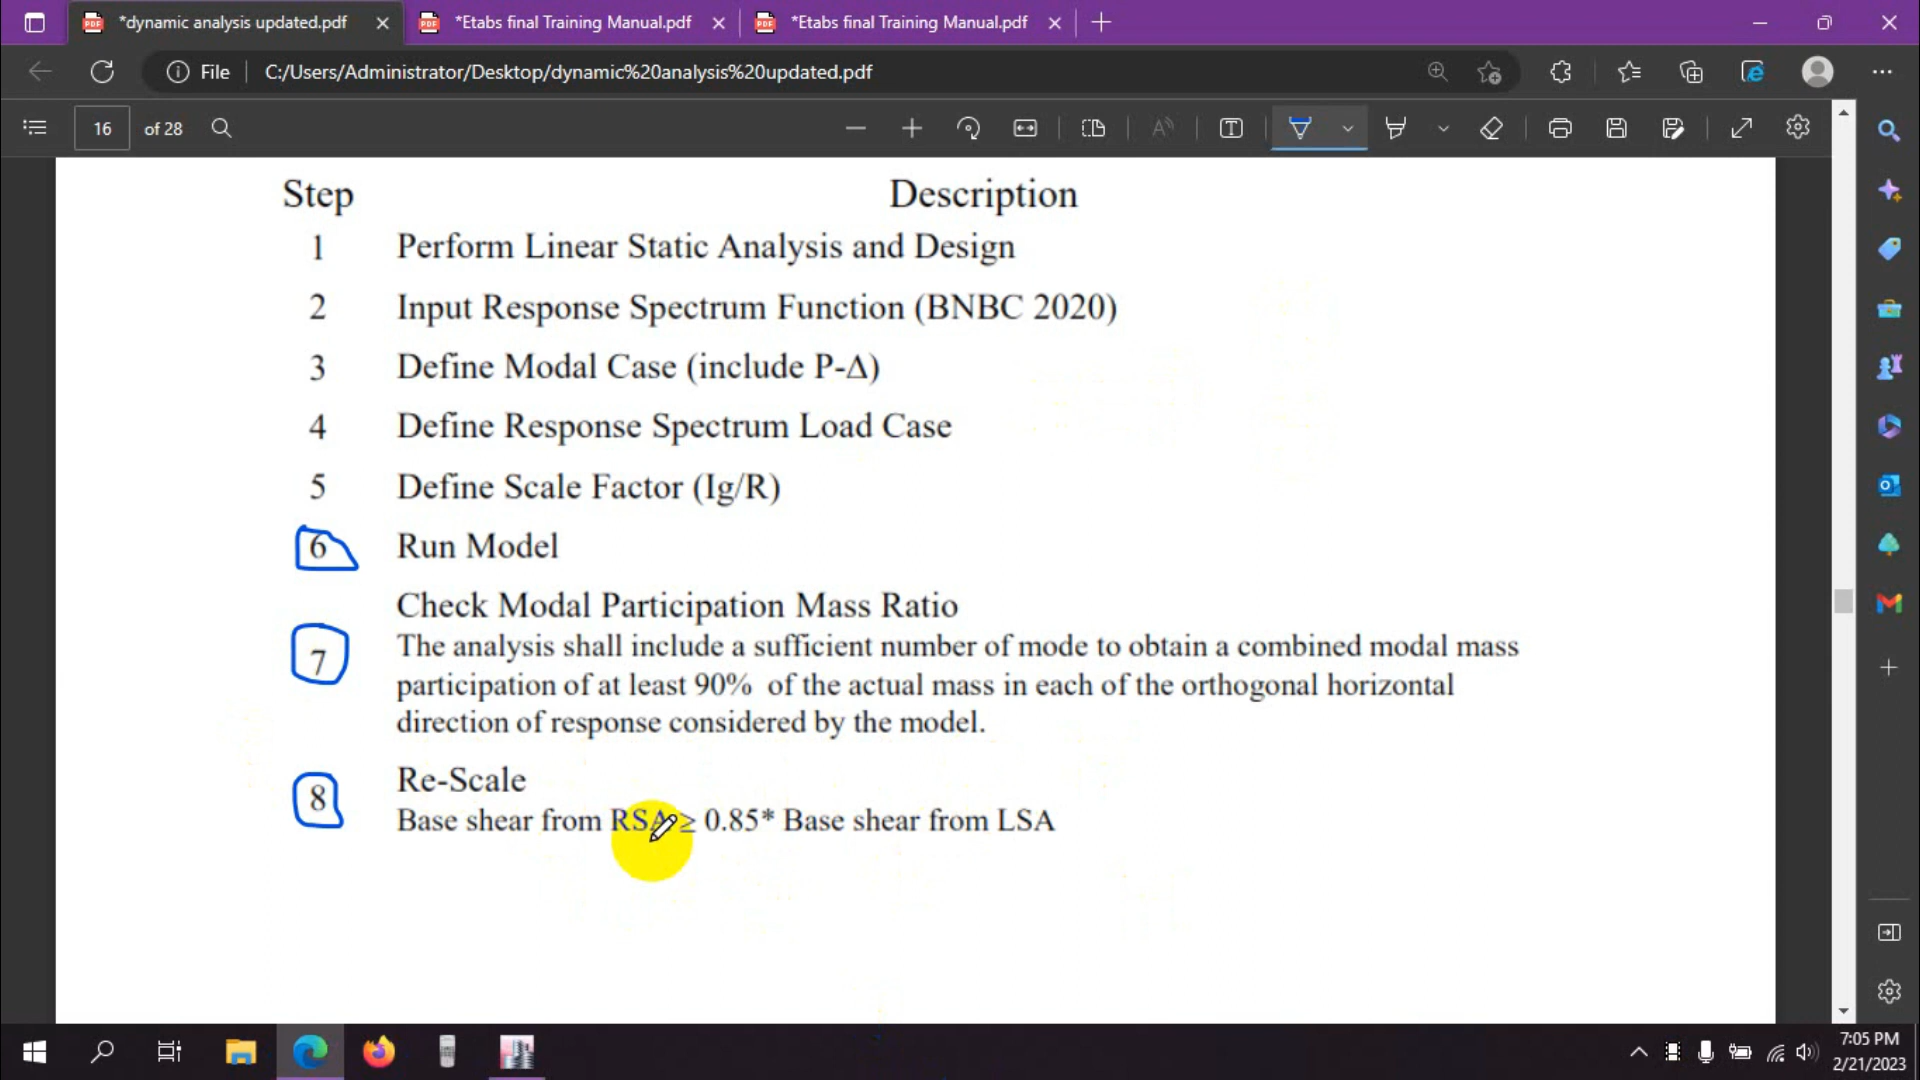 *dynamic analysis updated.pdf
*Etabs final Training Manual.pdf
*Etabs final Training Manual.pdf
File
C:/Users/Administrator/Desktop/dynamic%20analysis%20updated.pdf
16 of 28
Step Description
1 Perform Linear Static Analysis and Design
2 Input Response Spectrum Function (BNBC 2020)
3 Define Modal Case (include P-Δ)
4 Define Response Spectrum Load Case
5 Define Scale Factor (Ig/R)
6 Run Model
Check Modal Participation Mass Ratio
7 The analysis shall include a sufficient number of mode to obtain a combined modal mass
participation of at least 90% of the actual mass in each of the orthogonal horizontal
direction of response considered by the model.
8 Re-Scale
Base shear from RSA ≥ 0.85* Base shear from LSA
7:05 PM
2/21/2023